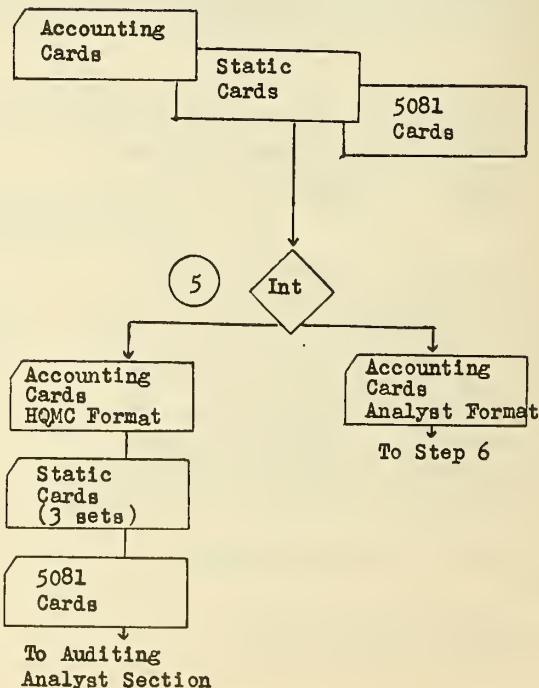 Accounting
Cards
Static
Cards
5081
Cards
5
Int
Accounting
Cards
HQMC Format
Accounting
Cards
Analyst Format
To Step 6
Static
Cards
(3 sets)
5081
Cards
To Auditing
Analyst Section